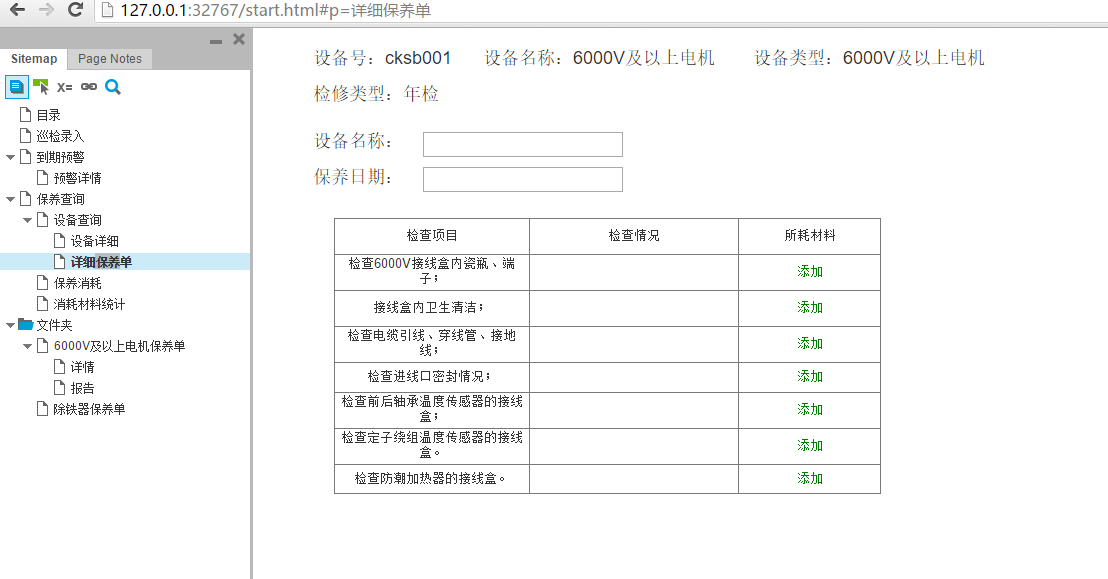 127.0.0.1:32767/start.html#p=详细保养单
Sitemap
Page Notes
X=
目录
巡检录入
到期预警
预警详情
保养查询
设备查询
设备详细
详细保养单
保养消耗
消耗材料统计
文件夹
6000V及以上电机保养单
详情
报告
除铁器保养单
设备号：cksb001 设备名称：6000V及以上电机 设备类型：6000V及以上电机
检修类型：年检
设备名称：
保养日期：
检查项目 检查情况 所耗材料
检查6000V接线盒内瓷瓶、端
子； 添加
接线盒内卫生清洁； 添加
检查电缆引线、穿线管、接地
线； 添加
检查进线口密封情况； 添加
检查前后轴承温度传感器的接线
盒； 添加
检查定子绕组温度传感器的接线
盒。 添加
检查防潮加热器的接线盒。 添加